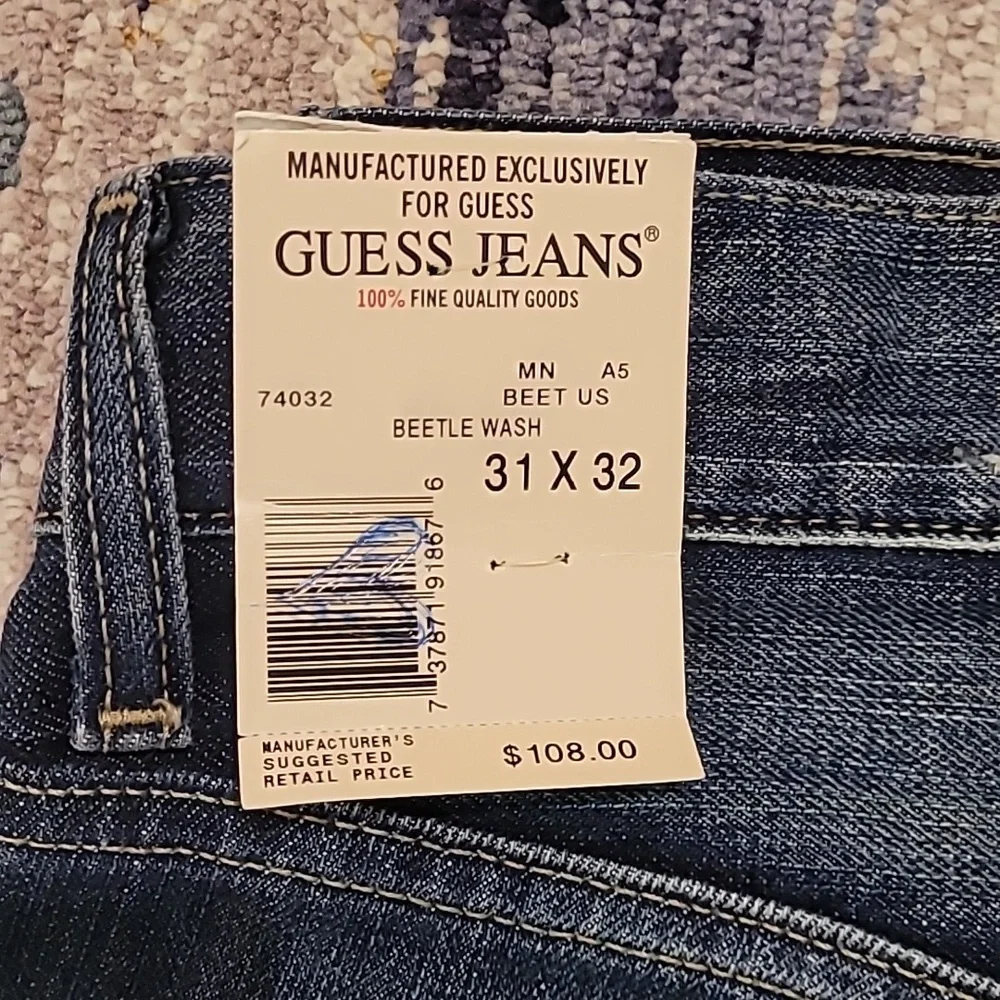 MANUFACTURED EXCLUSIVELY
FOR GUESS
GUESS JEANS®
100% FINE QUALITY GOODS
MN A5
74032 BEET US
BEETLE WASH
31 X 32
7 37871 91867 6
MANUFACTURER'S
SUGGESTED
RETAIL PRICE
$108.00